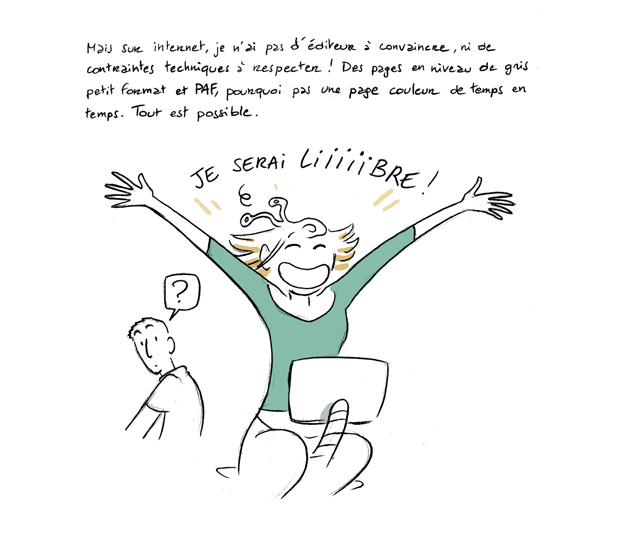 Mais sur internet, je n'ai pas d'éditeur à convaincre, ni de
contraintes techniques à respecter ! Des pages en niveau de gris
petit format et PAF, pourquoi pas une page couleur de temps en
temps. Tout est possible.
JE SERAI LIIIIIBRE !
?